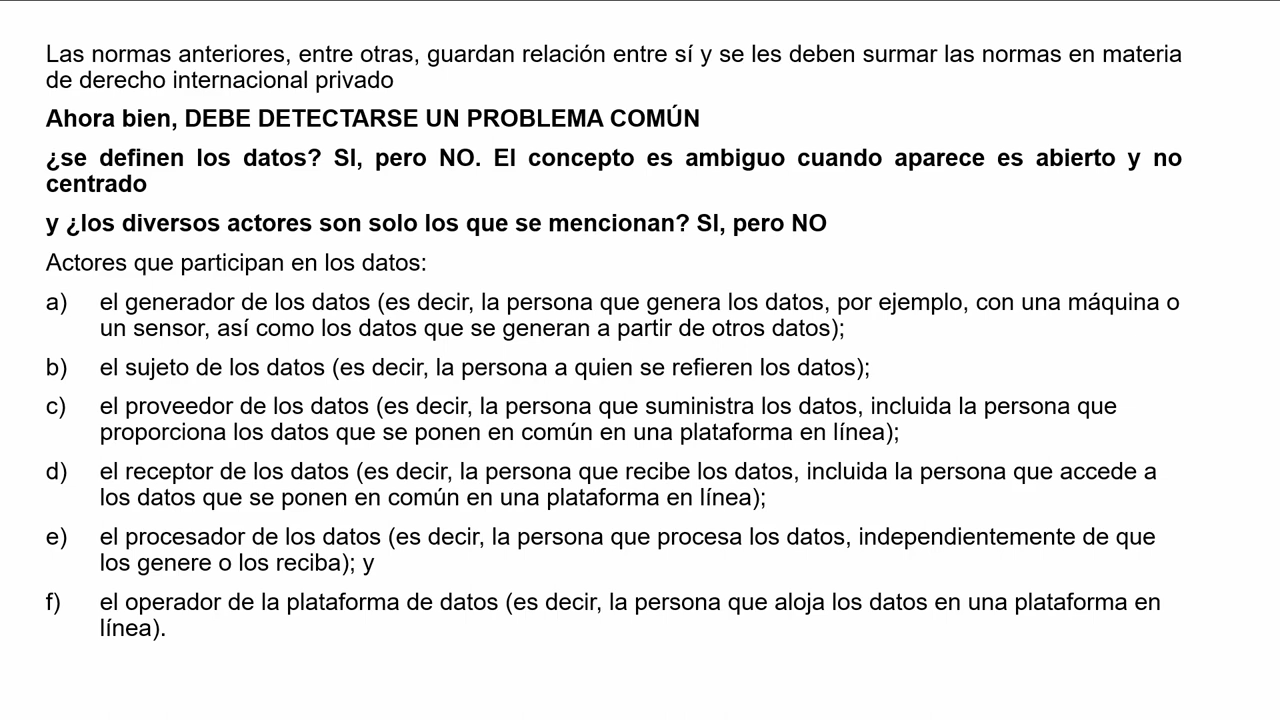 Las normas anteriores, entre otras, guardan relación entre sí y se les deben surmar las normas en materia
de derecho internacional privado
Ahora bien, DEBE DETECTARSE UN PROBLEMA COMÚN
¿se definen los datos? SI, pero NO. El concepto es ambiguo cuando aparece es abierto y no
centrado
y ¿los diversos actores son solo los que se mencionan? SI, pero NO
Actores que participan en los datos:
a) el generador de los datos (es decir, la persona que genera los datos, por ejemplo, con una máquina o
un sensor, así como los datos que se generan a partir de otros datos);
b) el sujeto de los datos (es decir, la persona a quien se refieren los datos);
c) el proveedor de los datos (es decir, la persona que suministra los datos, incluida la persona que
proporciona los datos que se ponen en común en una plataforma en línea);
d) el receptor de los datos (es decir, la persona que recibe los datos, incluida la persona que accede a
los datos que se ponen en común en una plataforma en línea);
e) el procesador de los datos (es decir, la persona que procesa los datos, independientemente de que
los genere o los reciba); y
f) el operador de la plataforma de datos (es decir, la persona que aloja los datos en una plataforma en
línea).